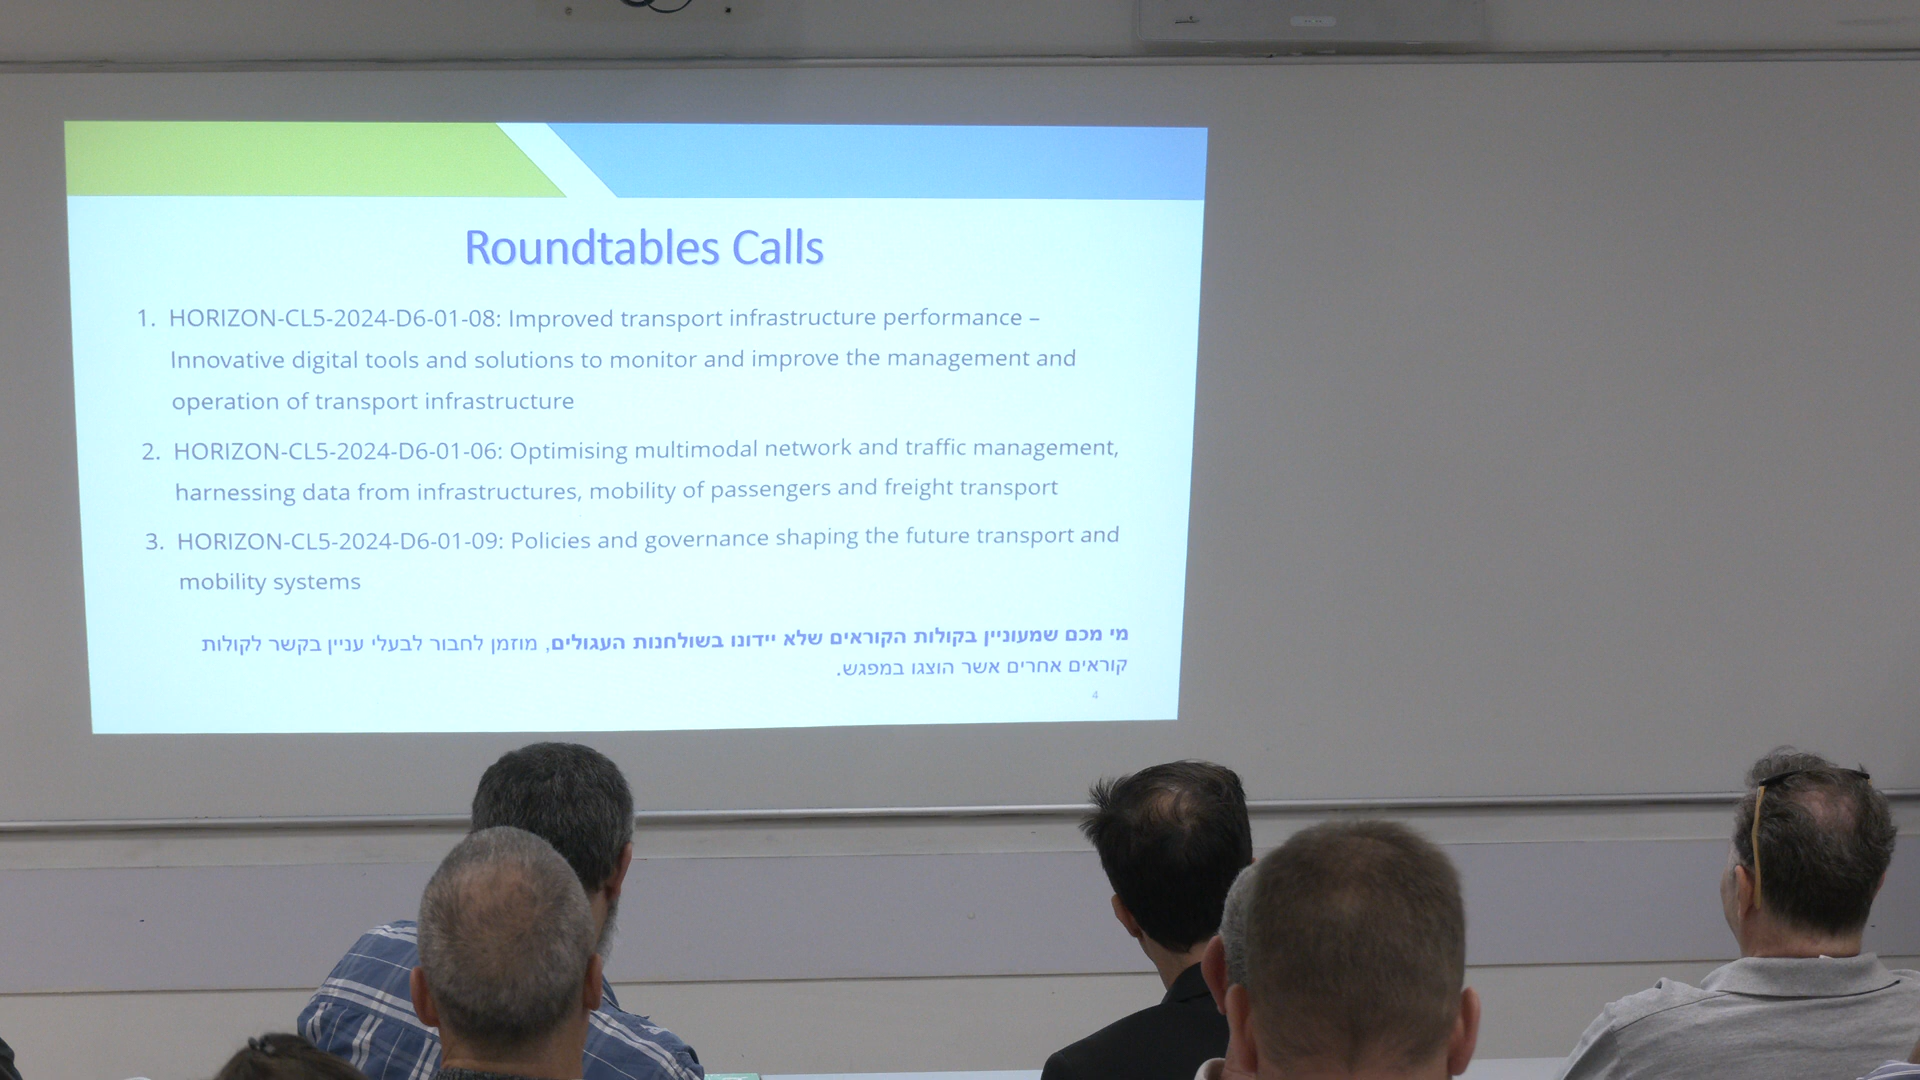 Roundtables Calls
1. HORIZON-CL5-2024-D6-01-08: Improved transport infrastructure performance –
Innovative digital tools and solutions to monitor and improve the management and
operation of transport infrastructure
2. HORIZON-CL5-2024-D6-01-06: Optimising multimodal network and traffic management,
harnessing data from infrastructures, mobility of passengers and freight transport
3. HORIZON-CL5-2024-D6-01-09: Policies and governance shaping the future transport and
mobility systems
מי מכם שמעוניין בקולות הקוראים שלא יידונו בשולחנות העגולים, מוזמן לחבור לבעלי עניין בקשר לקולות
קוראים אחרים אשר הוצגו במפגש.
4